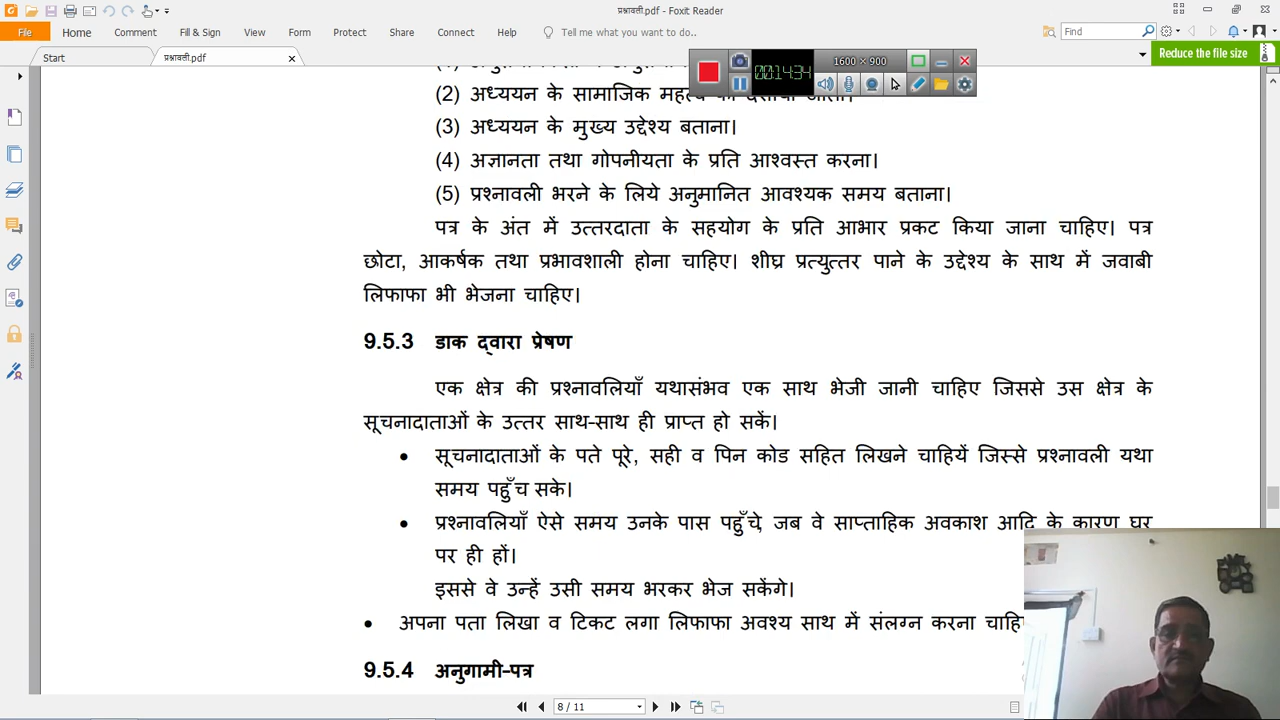 प्रश्नावती.pdf - Foxit Reader
File Home Comment Fill & Sign View Form Protect Share Connect Help Tell me what you want to do.. Find
Start प्रश्नावती.pdf
1600 × 900
00:14:34
Reduce the file size
(2) अध्ययन के सामाजिक महत्व को दर्शाया जाता।
(3) अध्ययन के मुख्य उद्देश्य बताना।
(4) अज्ञानता तथा गोपनीयता के प्रति आश्वस्त करना।
(5) प्रश्नावली भरने के लिये अनुमानित आवश्यक समय बताना।
पत्र के अंत में उत्तरदाता के सहयोग के प्रति आभार प्रकट किया जाना चाहिए। पत्र
छोटा, आकर्षक तथा प्रभावशाली होना चाहिए। शीघ्र प्रत्युत्तर पाने के उद्देश्य के साथ में जवाबी
लिफाफा भी भेजना चाहिए।
9.5.3 डाक द्वारा प्रेषण
एक क्षेत्र की प्रश्नावलियाँ यथासंभव एक साथ भेजी जानी चाहिए जिससे उस क्षेत्र के
सूचनादाताओं के उत्तर साथ-साथ ही प्राप्त हो सकें।
• सूचनादाताओं के पते पूरे, सही व पिन कोड सहित लिखने चाहियें जिस्से प्रश्नावली यथा
समय पहुँच सके।
• प्रश्नावलियाँ ऐसे समय उनके पास पहुँचे, जब वे साप्ताहिक अवकाश आदि के कारण घर
पर ही हों।
इससे वे उन्हें उसी समय भरकर भेज सकेंगे।
• अपना पता लिखा व टिकट लगा लिफाफा अवश्य साथ में संलग्न करना
9.5.4 अनुगामी-पत्र
8 / 11